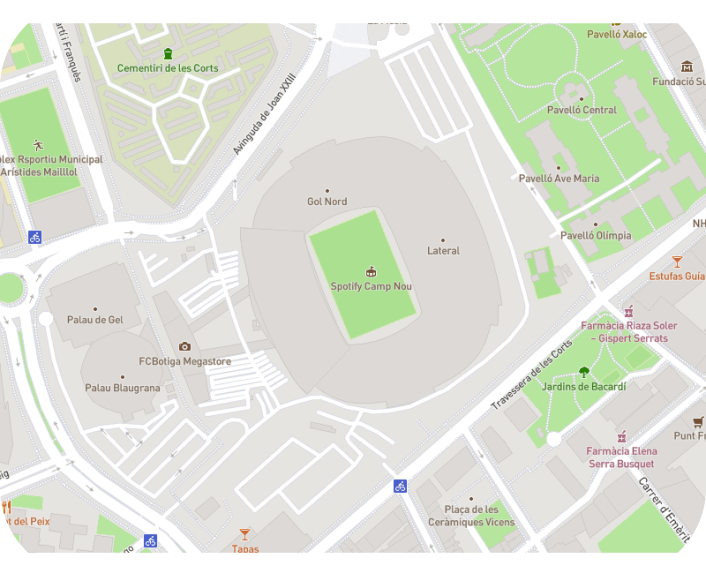 Pavelló Xaloc
artí i Franquès
Cementiri de les Corts
Fundació Su
Pavelló Central
Avinguda de Joan XXIII
plex Rsportiu Municipal
Arístides Mailllol
Pavelló Ave Maria
Gol Nord
NH
Pavelló Olímpia
Lateral
Estufas Guia
Spotify Camp Nou
Palau de Gel
Farmàcia Riaza Soler
– Gispert Serrats
FCBotiga Megastore
Travessera de les Corts
Palau Blaugrana
Jardins de Bacardí
Punt Fr
Farmàcia Elena
Serra Busquet
Carrer d'Emèrit
Plaça de les
Ceràmiques Vicens
t del Peix
Tapas